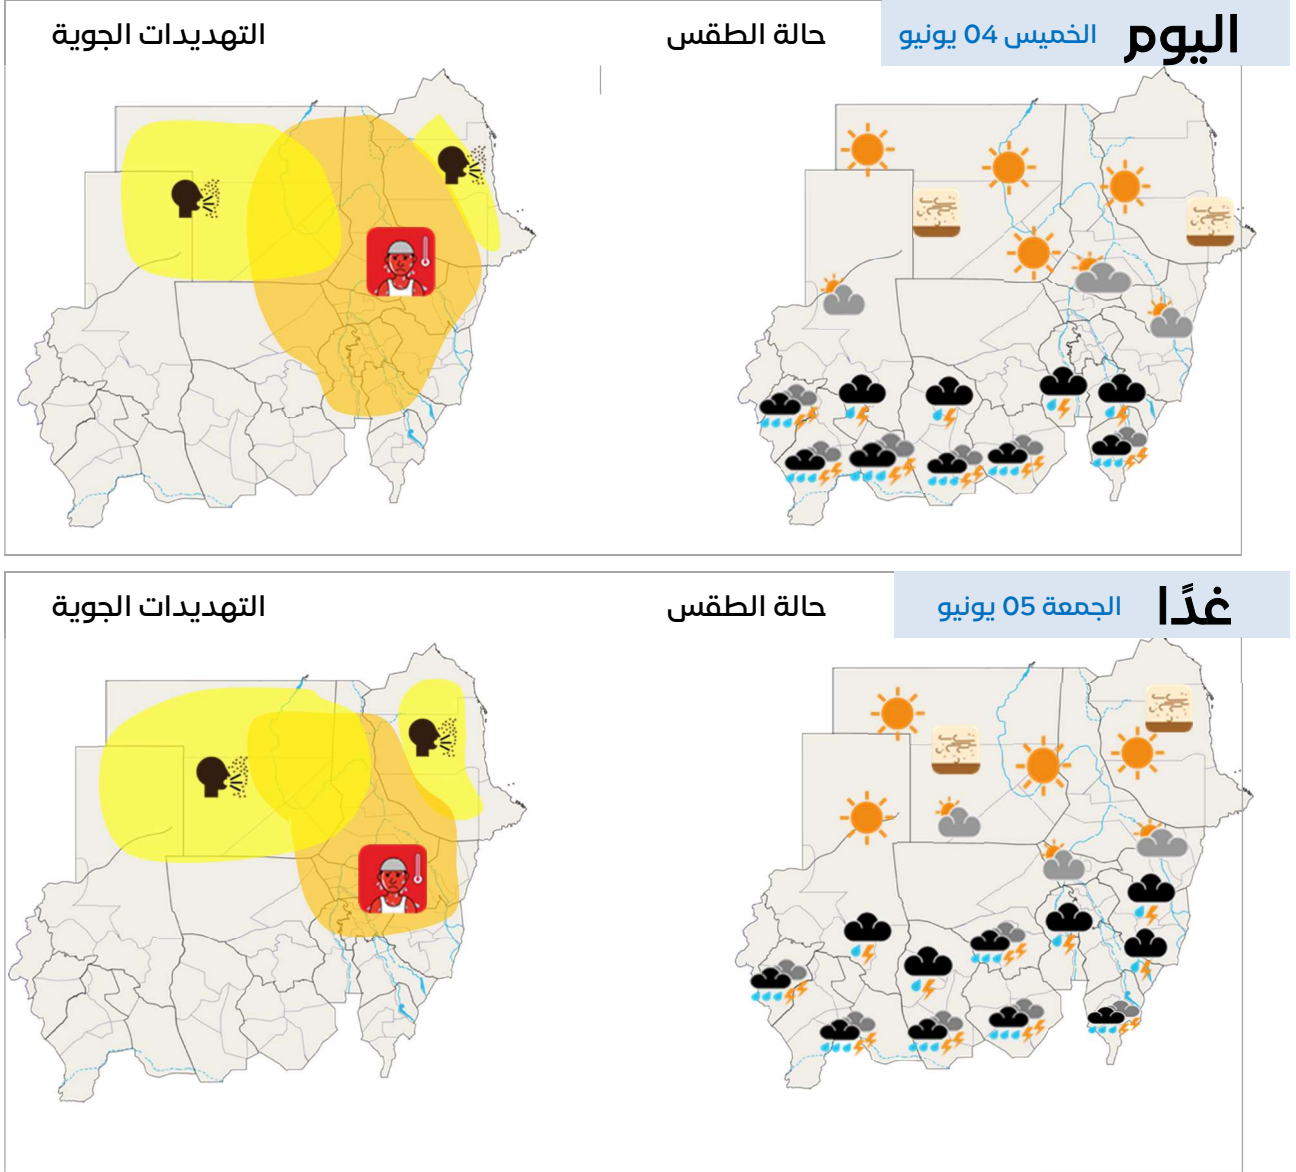 اليوم الخميس 04 يونيو
حالة الطقس
التهديدات الجوية
غدًا الجمعة 05 يونيو
حالة الطقس
التهديدات الجوية